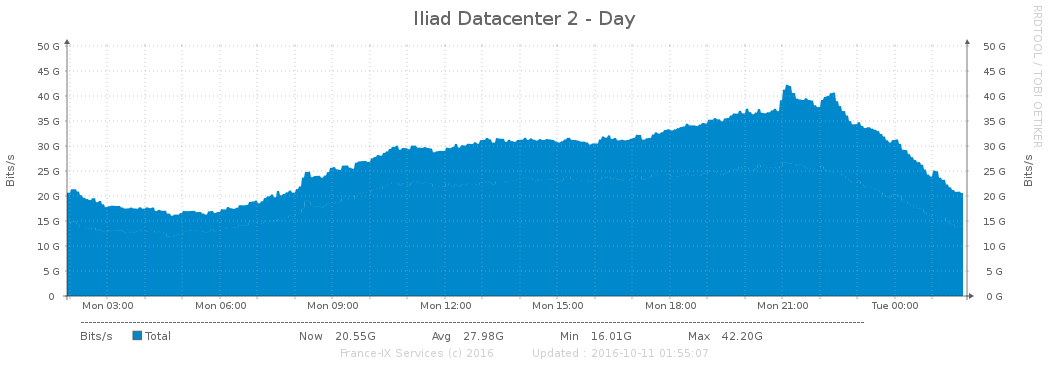 Iliad Datacenter 2 - Day
RRDTOOL / TOBI OETIKER
50 G 50 G
45 G 45 G
40 G 40 G
35 G 35 G
30 G 30 G
25 G 25 G
20 G 20 G
15 G 15 G
10 G 10 G
5 G 5 G
0 0 G
Bits/s Bits/s
Mon 03:00 Mon 06:00 Mon 09:00 Mon 12:00 Mon 15:00 Mon 18:00 Mon 21:00 Tue 00:00
Bits/s Total Now 20.55G Avg 27.98G Min 16.01G Max 42.20G
France-IX Services (c) 2016 Updated : 2016-10-11 01:55:07